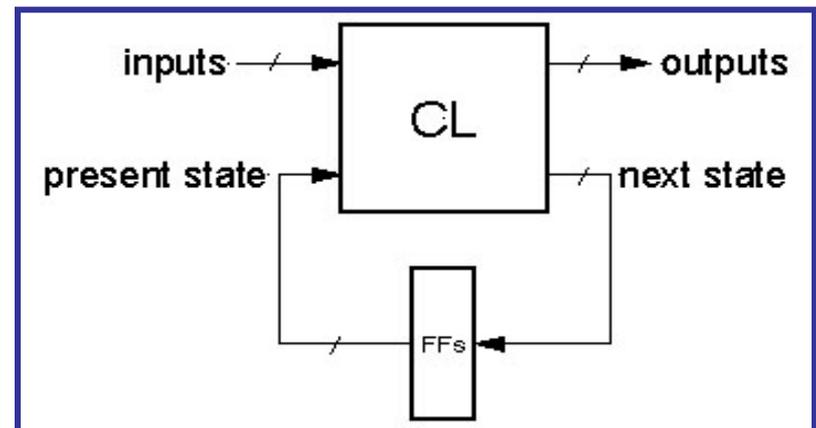 inputs
outputs
CL
present state
next state
FFs